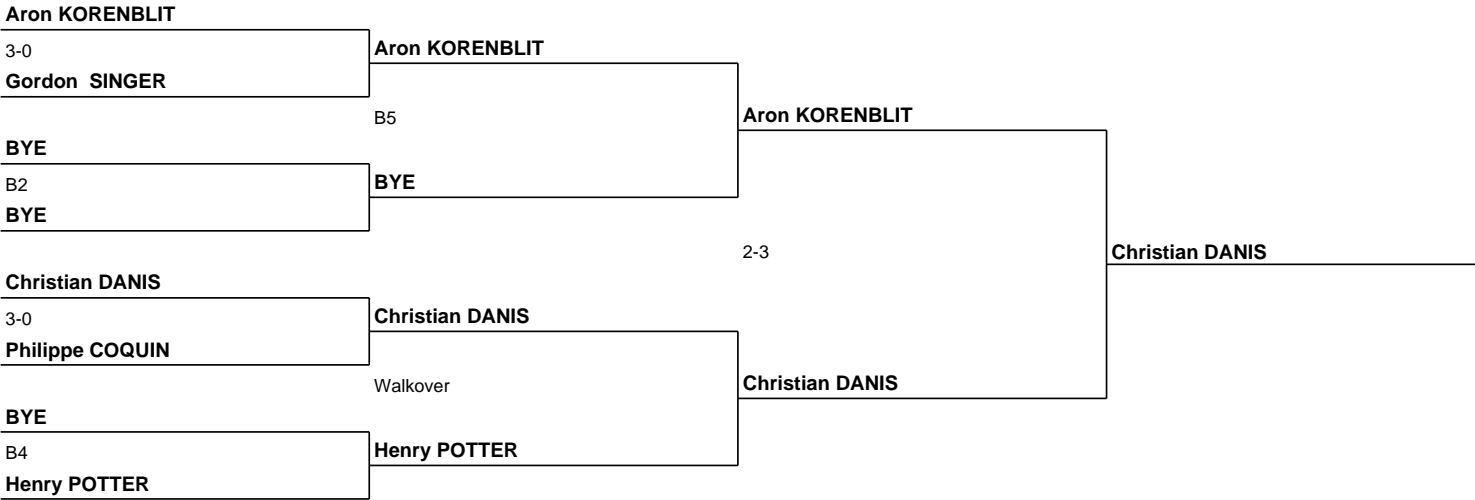 Aron KORENBLIT
3-0
Gordon  SINGER
BYE
B2
BYE
Christian DANIS
3-0
Philippe COQUIN
BYE
B4
Henry POTTER
Aron KORENBLIT
B5
BYE
Christian DANIS
Walkover
Henry POTTER
Aron KORENBLIT
2-3
Christian DANIS
Christian DANIS